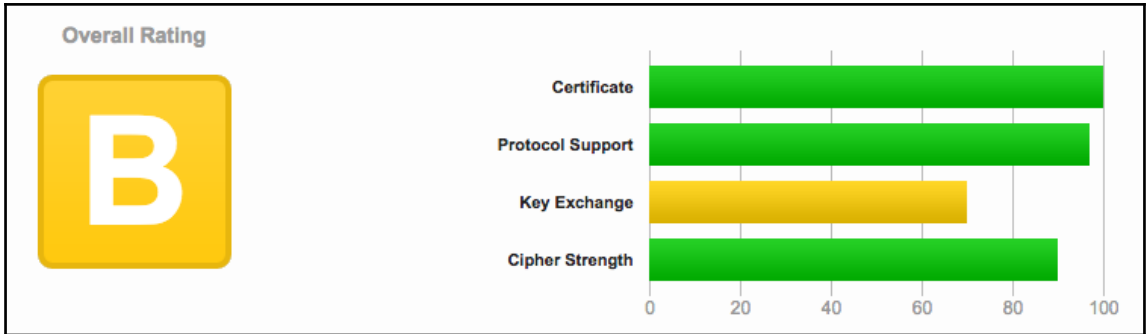 Overall Rating
B
Certificate
Protocol Support
Key Exchange
Cipher Strength
0 20 40 60 80 100